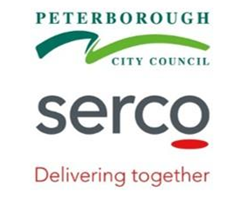 PETERBOROUGH
CITY COUNCIL
serco
Delivering together